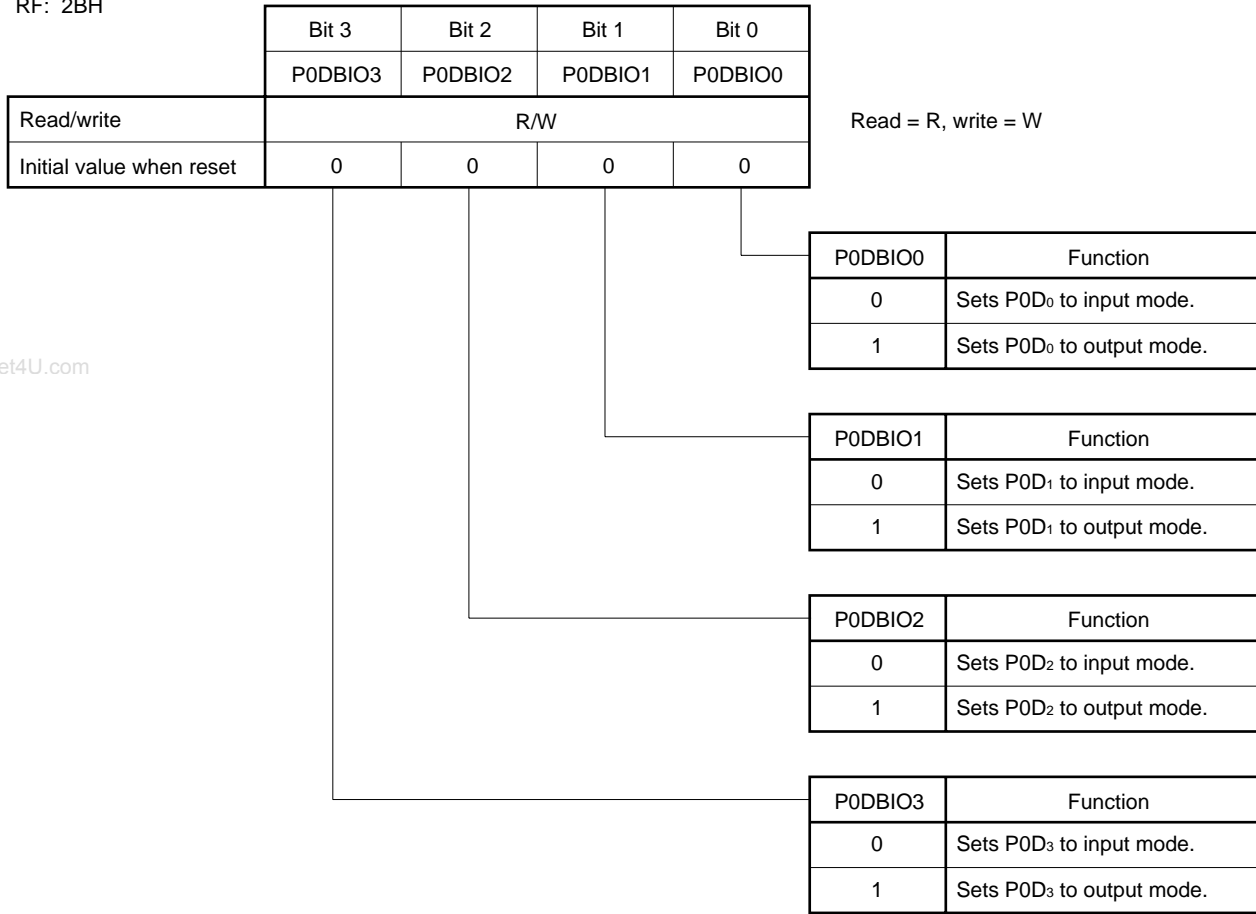 RF: 2BH
Bit 3 Bit 2 Bit 1 Bit 0
P0DBIO3 P0DBIO2 P0DBIO1 P0DBIO0
Read/write R/W
Read = R, write = W
Initial value when reset 0 0 0 0
P0DBIO0 Function
0 Sets P0D₀ to input mode.
1 Sets P0D₀ to output mode.
et4U.com
P0DBIO1 Function
0 Sets P0D₁ to input mode.
1 Sets P0D₁ to output mode.
P0DBIO2 Function
0 Sets P0D₂ to input mode.
1 Sets P0D₂ to output mode.
P0DBIO3 Function
0 Sets P0D₃ to input mode.
1 Sets P0D₃ to output mode.